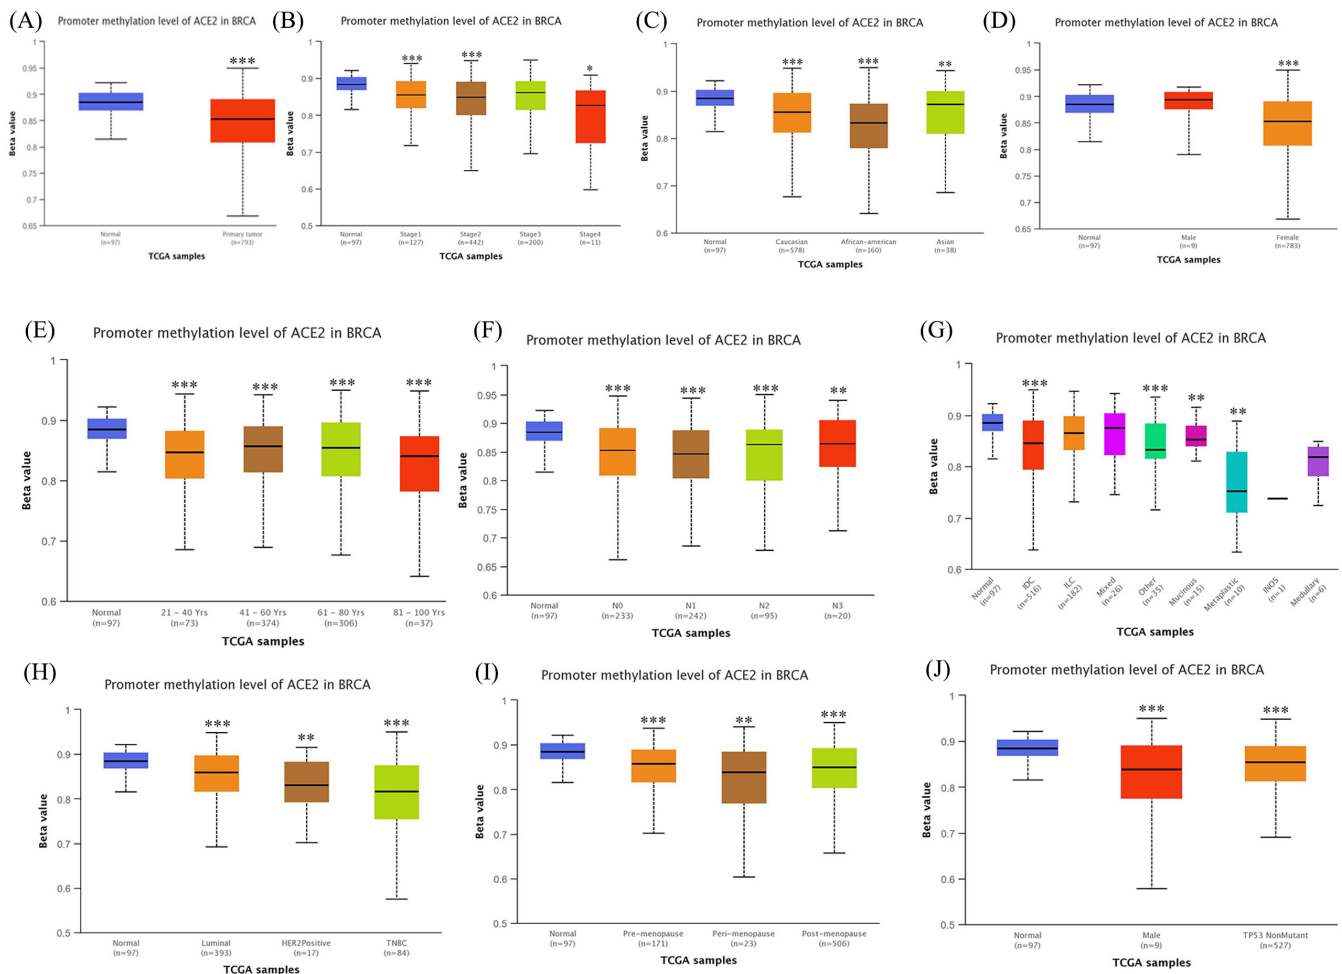 (A)
Promoter methylation level of ACE2 in BRCA
1
0.95
0.9
0.85
0.8
0.75
0.7
0.65
Beta value
***
Normal
(n=97)
Primary tumor
(n=793)
TCGA samples
(B)
Promoter methylation level of ACE2 in BRCA
1
0.9
0.8
0.7
0.6
0.5
Beta value
***
***
*
Normal
(n=97)
Stage1
(n=127)
Stage2
(n=442)
Stage3
(n=200)
Stage4
(n=11)
TCGA samples
(C)
Promoter methylation level of ACE2 in BRCA
1
0.9
0.8
0.7
0.6
Beta value
***
***
**
Normal
(n=97)
Caucasian
(n=578)
African-american
(n=160)
Asian
(n=38)
TCGA samples
(D)
Promoter methylation level of ACE2 in BRCA
1
0.95
0.9
0.85
0.8
0.75
0.7
0.65
Beta value
***
Normal
(n=97)
Male
(n=9)
Female
(n=783)
TCGA samples
(E)
Promoter methylation level of ACE2 in BRCA
1
0.9
0.8
0.7
0.6
Beta value
***
***
***
***
Normal
(n=97)
21 - 40 Yrs
(n=73)
41 - 60 Yrs
(n=374)
61 - 80 Yrs
(n=306)
81 - 100 Yrs
(n=37)
TCGA samples
(F)
Promoter methylation level of ACE2 in BRCA
1
0.95
0.9
0.85
0.8
0.75
0.7
0.65
0.6
Beta value
***
***
***
**
Normal
(n=97)
N0
(n=233)
N1
(n=242)
N2
(n=95)
N3
(n=20)
TCGA samples
(G)
Promoter methylation level of ACE2 in BRCA
1
0.9
0.8
0.7
0.6
Beta value
***
***
**
**
Normal
(n=97)
IDC
(n=516)
ILC
(n=182)
Mixed
(n=26)
Other
(n=35)
Mucinous
(n=15)
Metaplastic
(n=10)
INOS
(n=1)
Medullary
(n=6)
TCGA samples
(H)
Promoter methylation level of ACE2 in BRCA
1
0.9
0.8
0.7
0.6
0.5
Beta value
***
**
***
Normal
(n=97)
Luminal
(n=393)
HER2Positive
(n=17)
TNBC
(n=84)
TCGA samples
(I)
Promoter methylation level of ACE2 in BRCA
1
0.9
0.8
0.7
0.6
0.5
Beta value
***
**
***
Normal
(n=97)
Pre-menopause
(n=171)
Peri-menopause
(n=23)
Post-menopause
(n=506)
TCGA samples
(J)
Promoter methylation level of ACE2 in BRCA
1
0.9
0.8
0.7
0.6
0.5
Beta value
***
***
Normal
(n=97)
Male
(n=9)
TP53 NonMutant
(n=527)
TCGA samples